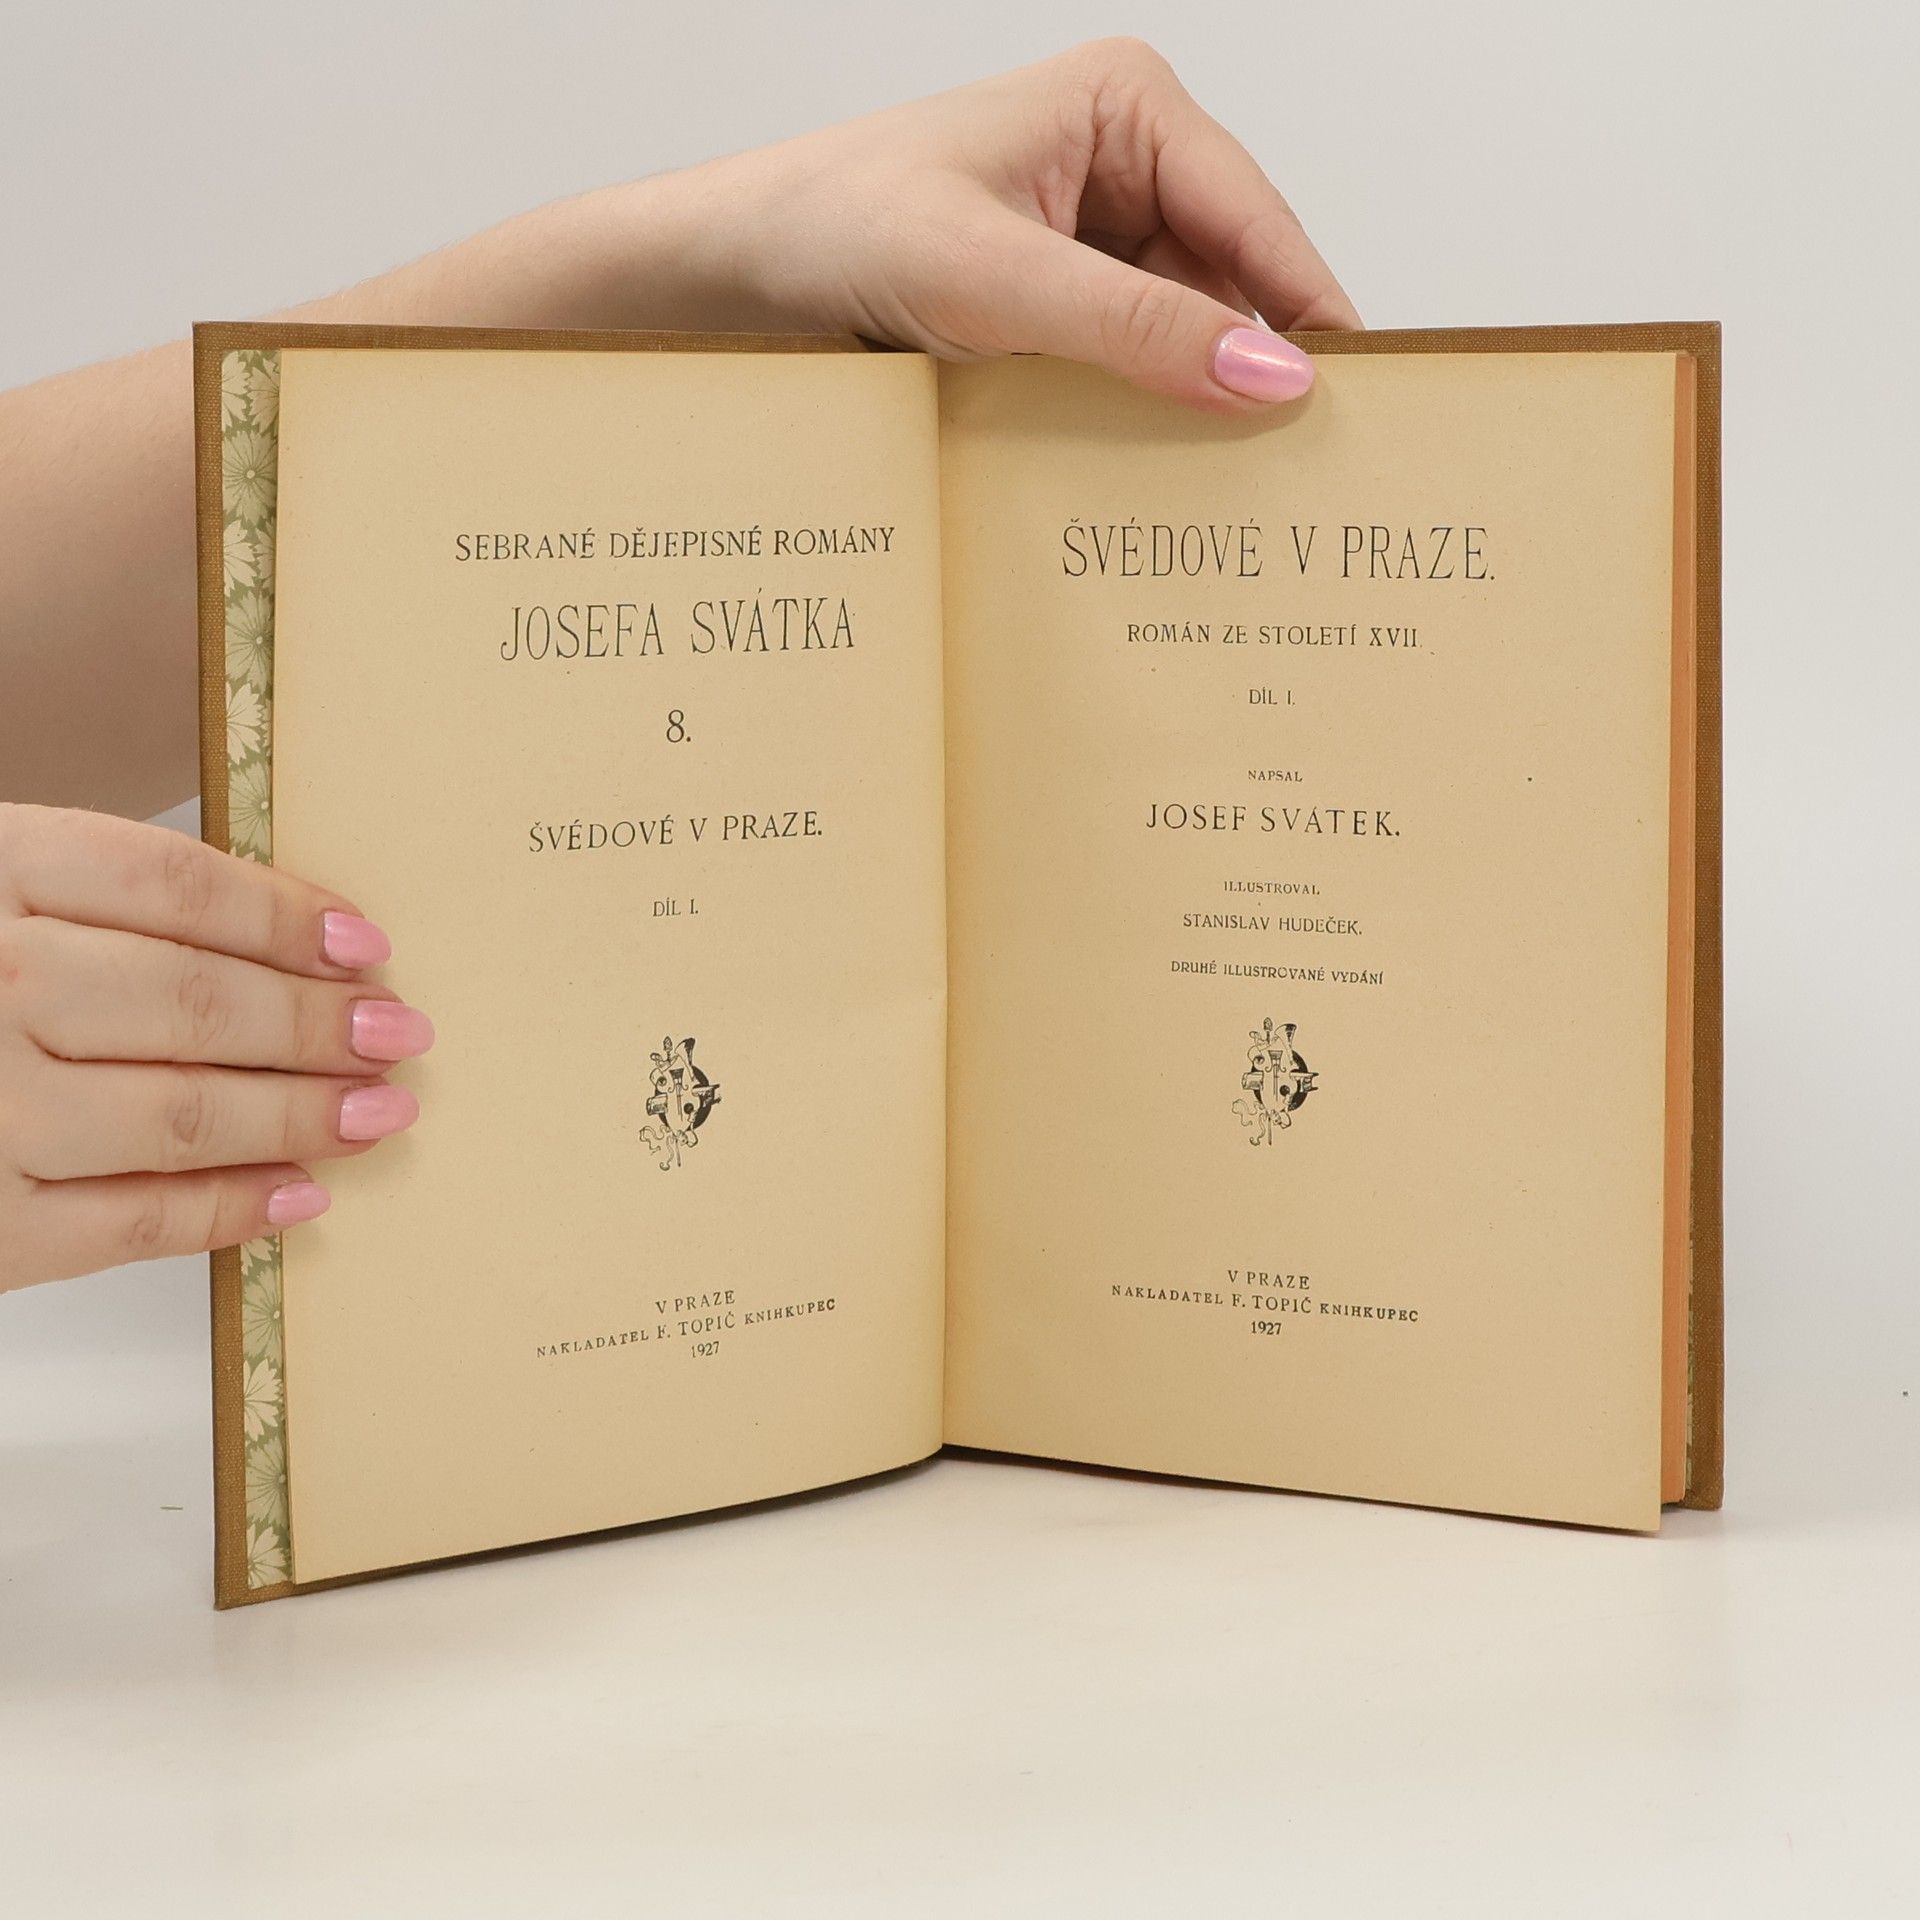 SEBRANÉ DĚJEPISNÉ ROMÁNY
JOSEFA SVÁTKA
8.
ŠVÉDOVÉ V PRAZE.
DÍL I.
V PRAZE
NAKLADATEL F. TOPIČ KNIHKUPEC
1927
ŠVÉDOVÉ V PRAZE.
ROMÁN ZE STOLETÍ XVII.
DÍL I.
NAPSAL
JOSEF SVÁTEK.
ILLUSTROVAL
STANISLAV HUDEČEK.
DRUHÉ ILLUSTROVANÉ VYDÁNÍ
V PRAZE
NAKLADATEL F. TOPIČ KNIHKUPEC
1927